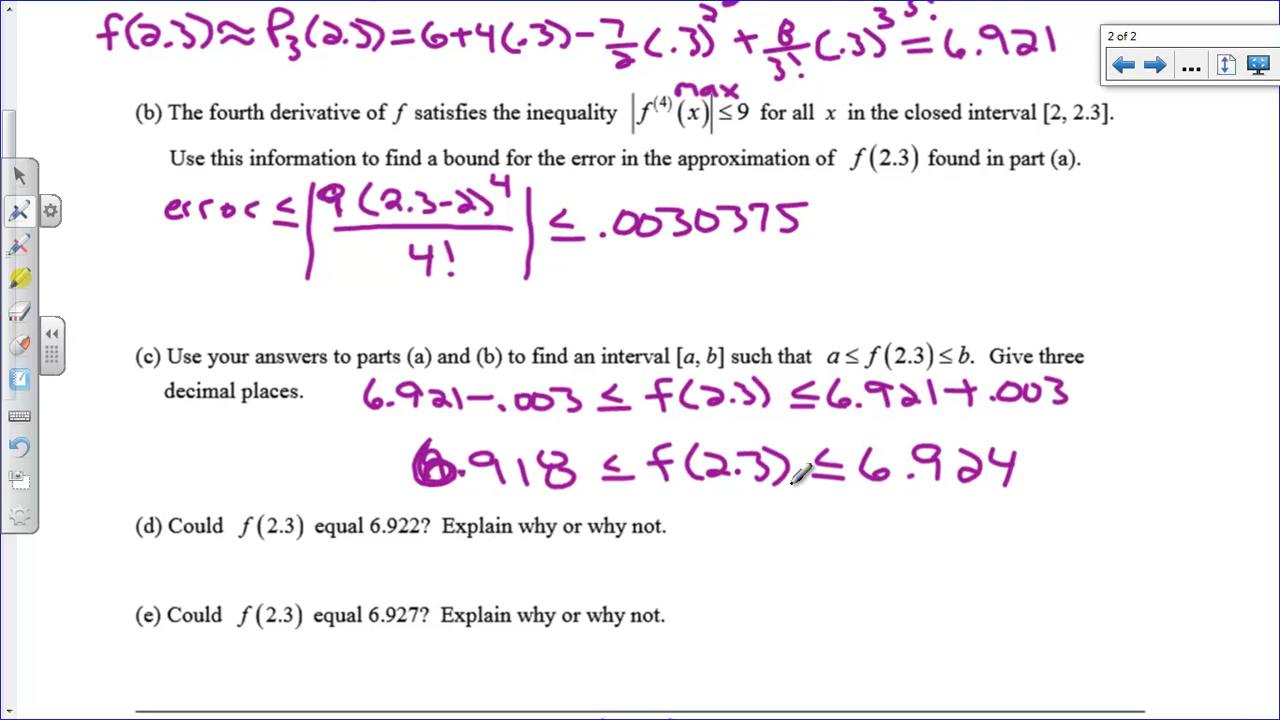 f(2.3) ≈ P₃(2.3) = 6 + 4(.3) − 7/2 (.3)² + 8/3! (.3)³ = 6.921
2 of 2
max
(b) The fourth derivative of f satisfies the inequality |f⁽⁴⁾(x)| ≤ 9 for all x in the closed interval [2, 2.3].
Use this information to find a bound for the error in the approximation of f(2.3) found in part (a).
error ≤ |9(2.3-2)⁴ / 4!| ≤ .0030375
(c) Use your answers to parts (a) and (b) to find an interval [a, b] such that a ≤ f(2.3) ≤ b. Give three
decimal places. 6.921 − .003 ≤ f(2.3) ≤ 6.921 + .003
6.918 ≤ f(2.3) ≤ 6.924
(d) Could f(2.3) equal 6.922? Explain why or why not.
(e) Could f(2.3) equal 6.927? Explain why or why not.